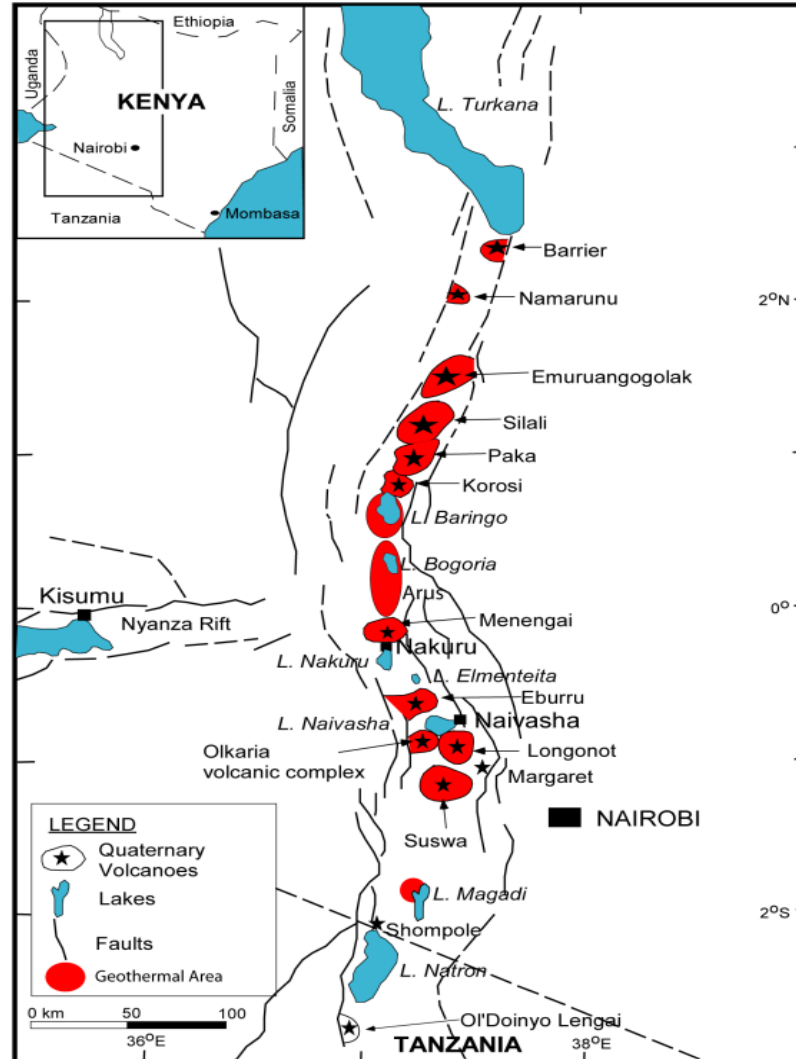 Ethiopia
Uganda
KENYA
Somalia
Nairobi
Tanzania
Mombasa
L. Turkana
Barrier
Namarunu
2°N
Emuruangogolak
Silali
Paka
Korosi
L. Baringo
L. Bogoria
Arus
Kisumu
Nyanza Rift
0°
Menengai
Nakuru
L. Nakuru
L. Elmenteita
Eburru
L. Naivasha
Naivasha
Olkaria
volcanic complex
Longonot
Margaret
NAIROBI
Suswa
LEGEND
Quaternary
Volcanoes
Lakes
Faults
Geothermal Area
L. Magadi
2°S
Shompole
L. Natron
0 km 50 100
Ol'Doinyo Lengai
36°E
TANZANIA
38°E